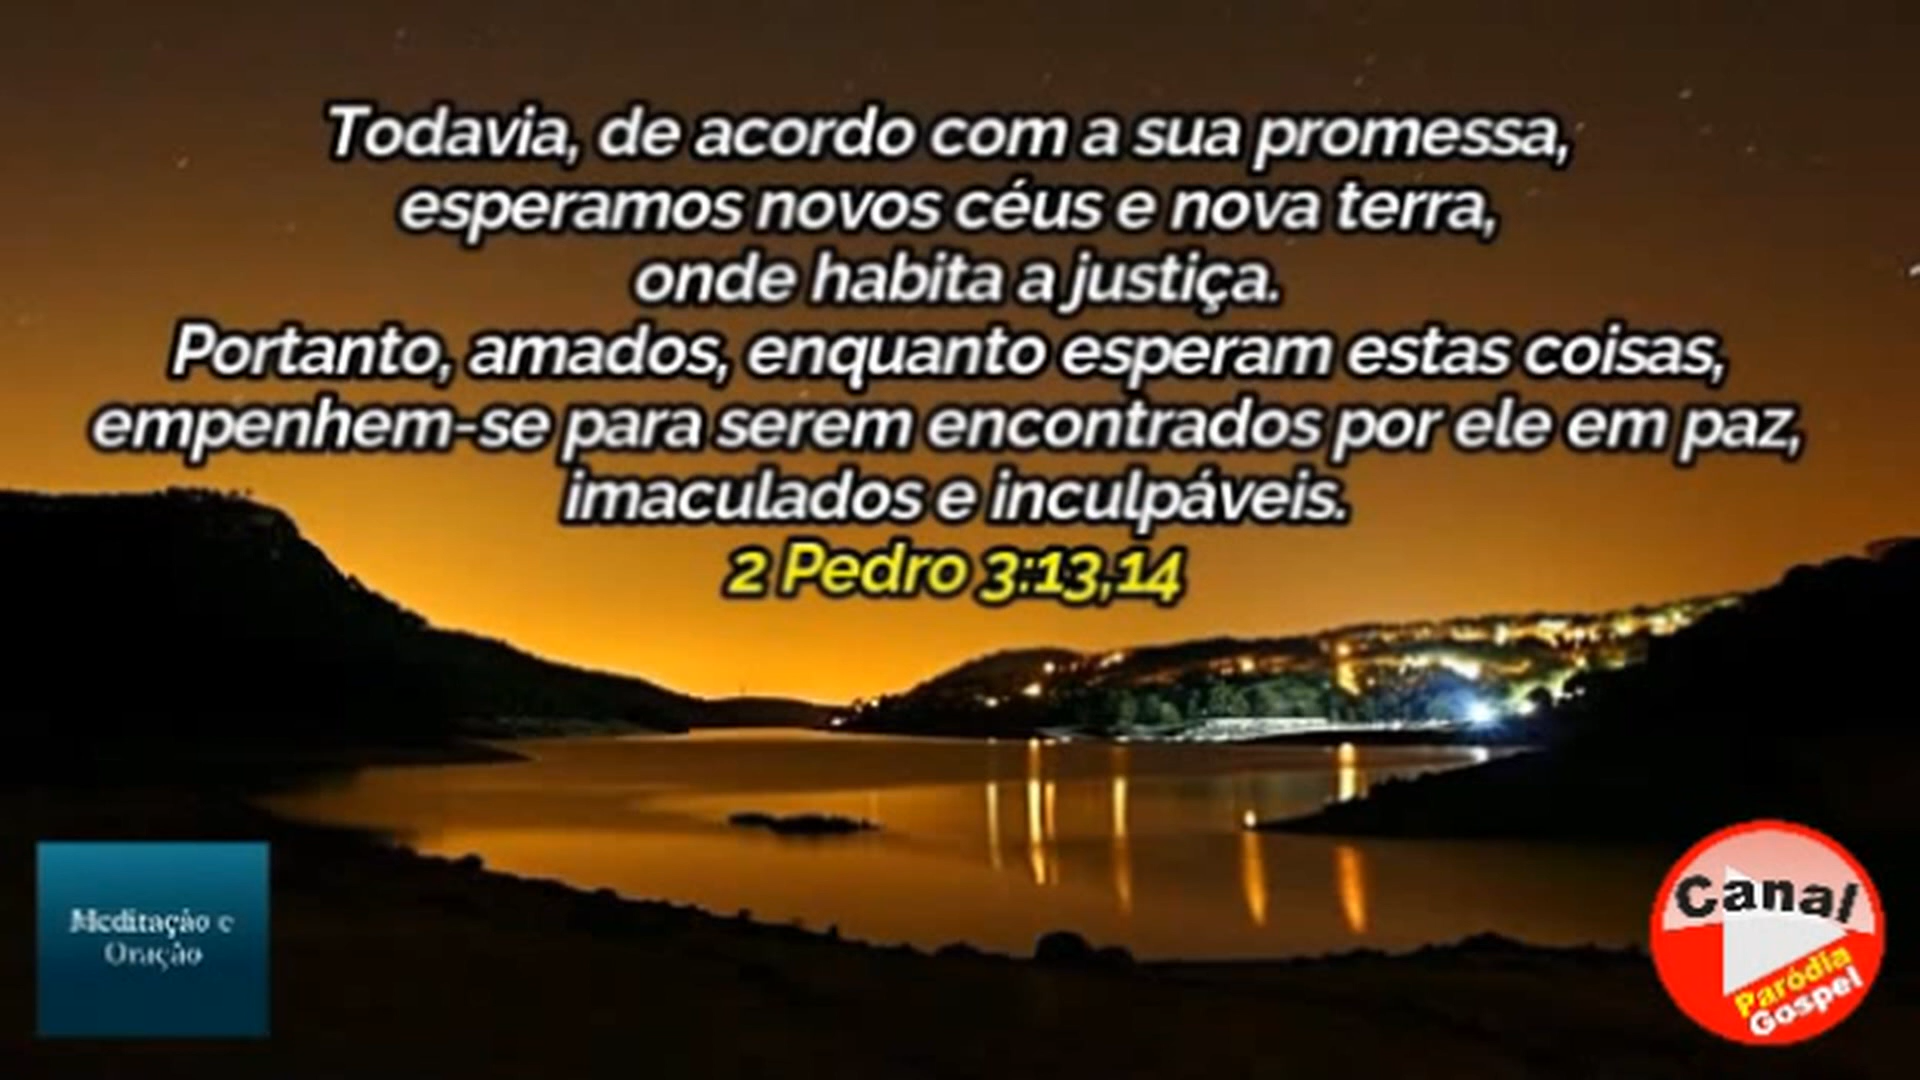 Todavia, de acordo com a sua promessa,
esperamos novos céus e nova terra,
onde habita a justiça.
Portanto, amados, enquanto esperam estas coisas,
empenhem-se para serem encontrados por ele em paz,
imaculados e inculpáveis.
2 Pedro 3:13,14
Meditação e
Oração
Canal
Paródia
Gospel